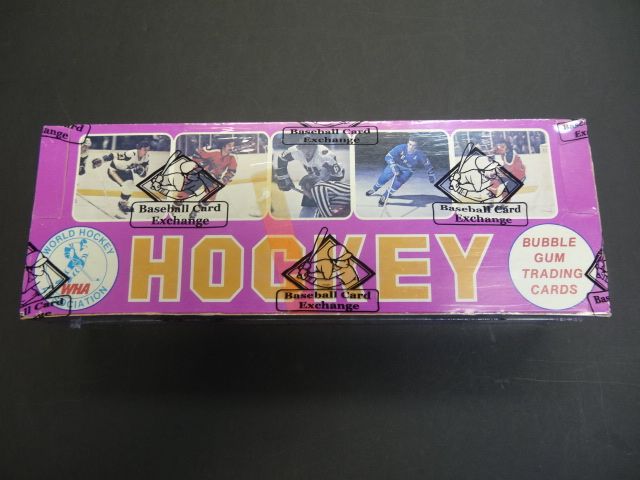 Baseball Card
Exchange
Baseball Card
Exchange
Baseball Card
Exchange
WORLD HOCKEY
WHA
ASSOCIATION
HOCKEY
BUBBLE
GUM
TRADING
CARDS
Baseball Card
Exchange